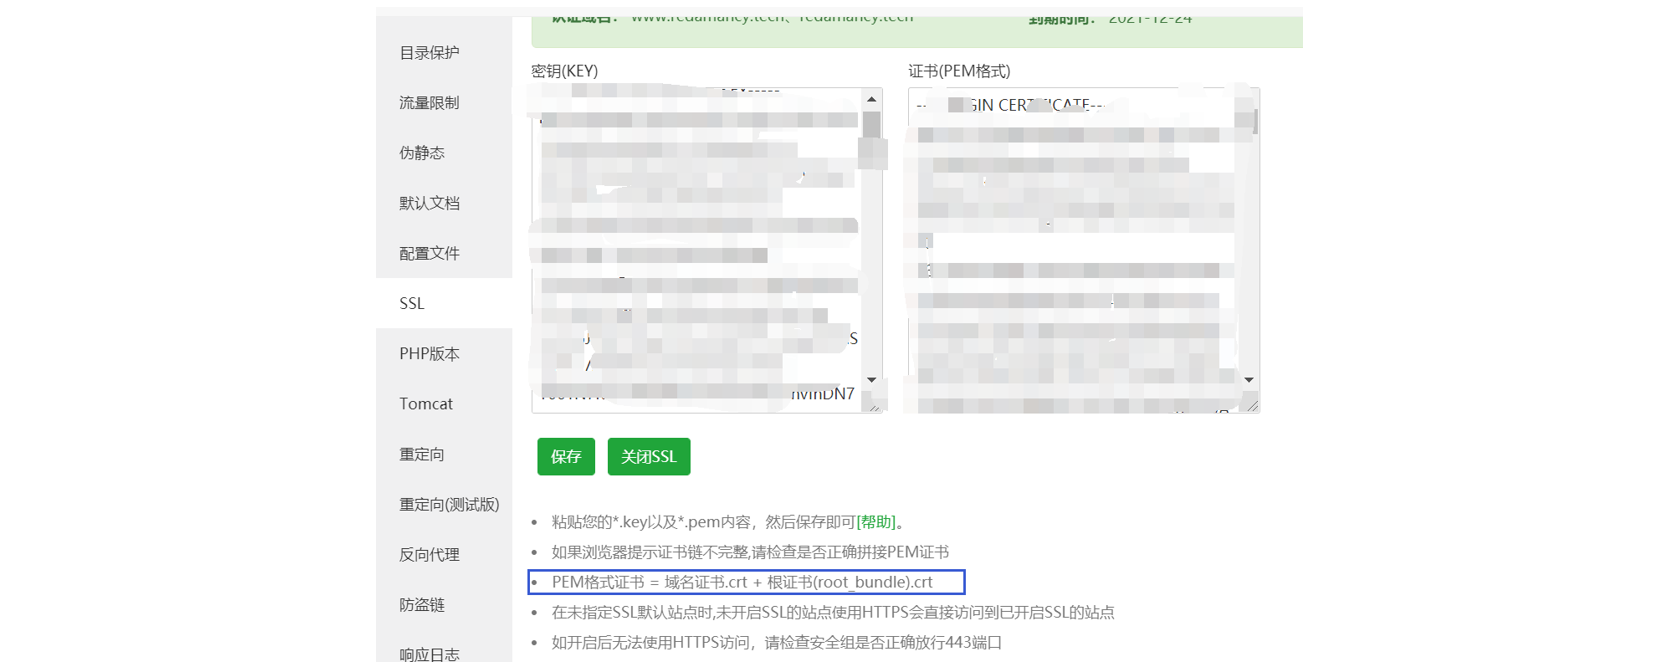 认证域名： www.redamancy.tech、redamancy.tech
到期时间： 2021-12-24
目录保护
流量限制
伪静态
默认文档
配置文件
SSL
PHP版本
Tomcat
重定向
重定向(测试版)
反向代理
防盗链
响应日志
密钥(KEY)
证书(PEM格式)
保存
关闭SSL
• 粘贴您的*.key以及*.pem内容，然后保存即可[帮助]。
• 如果浏览器提示证书链不完整,请检查是否正确拼接PEM证书
• PEM格式证书 = 域名证书.crt + 根证书(root_bundle).crt
• 在未指定SSL默认站点时,未开启SSL的站点使用HTTPS会直接访问到已开启SSL的站点
• 如开启后无法使用HTTPS访问，请检查安全组是否正确放行443端口